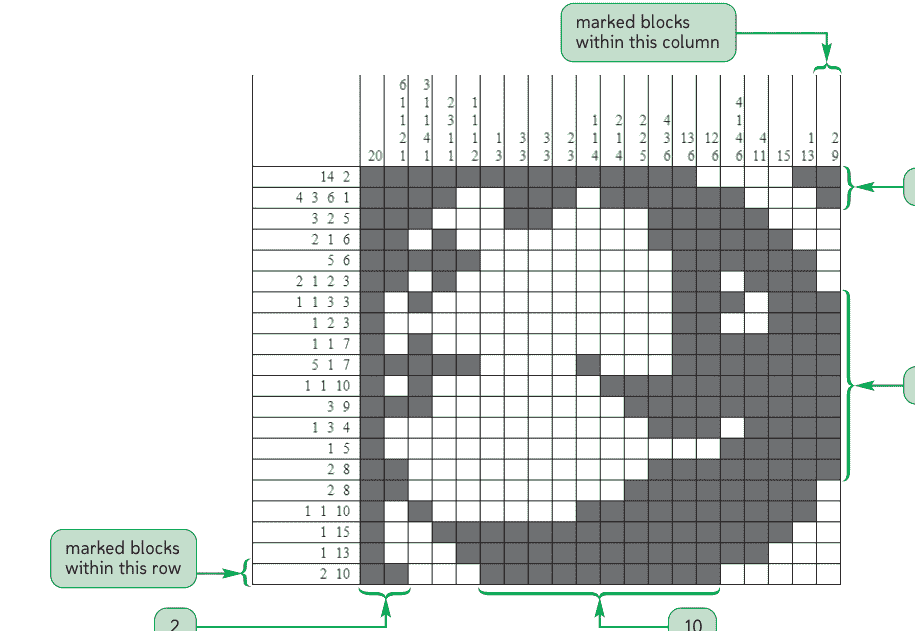 marked blocks
within this column
6 3
1 1 2 1 4
1 1 3 1 1 2 2 4 1
2 4 1 1 1 3 3 2 1 1 2 3 13 12 4 4 1 2
20 1 1 1 2 3 3 3 3 4 4 5 6 6 6 6 11 15 13 9
14 2
4 3 6 1
3 2 5
2 1 6
5 6
2 1 2 3
1 1 3 3
1 2 3
1 1 7
5 1 7
1 1 10
3 9
1 3 4
1 5
2 8
2 8
1 1 10
1 15
1 13
2 10
marked blocks
within this row
2
10